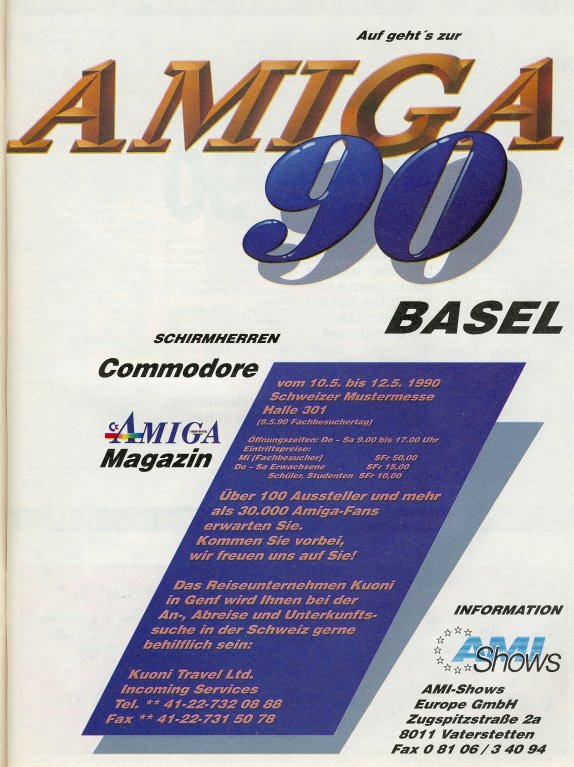 Auf geht´s zur
AMIGA
90
BASEL
SCHIRMHERREN
Commodore
AMIGA
Magazin
vom 10.5. bis 12.5. 1990
Schweizer Mustermesse
Halle 301
(9.5.90 Fachbesuchertag)
Öffnungszeiten: Do – Sa 9.00 bis 17.00 Uhr
Eintrittspreise:
Mi (Fachbesucher) SFr 50,00
Do – Sa Erwachsene SFr 15,00
Schüler, Studenten SFr 10,00
Über 100 Aussteller und mehr
als 30.000 Amiga-Fans
erwarten Sie.
Kommen Sie vorbei,
wir freuen uns auf Sie!
Das Reiseunternehmen Kuoni
in Genf wird Ihnen bei der
An-, Abreise und Unterkunfts-
suche in der Schweiz gerne
behilflich sein:
Kuoni Travel Ltd.
Incoming Services
Tel. ** 41-22-732 08 88
Fax ** 41-22-731 50 78
INFORMATION
AMI
Shows
AMI-Shows
Europe GmbH
Zugspitzstraße 2a
8011 Vaterstetten
Fax 0 81 06 / 3 40 94